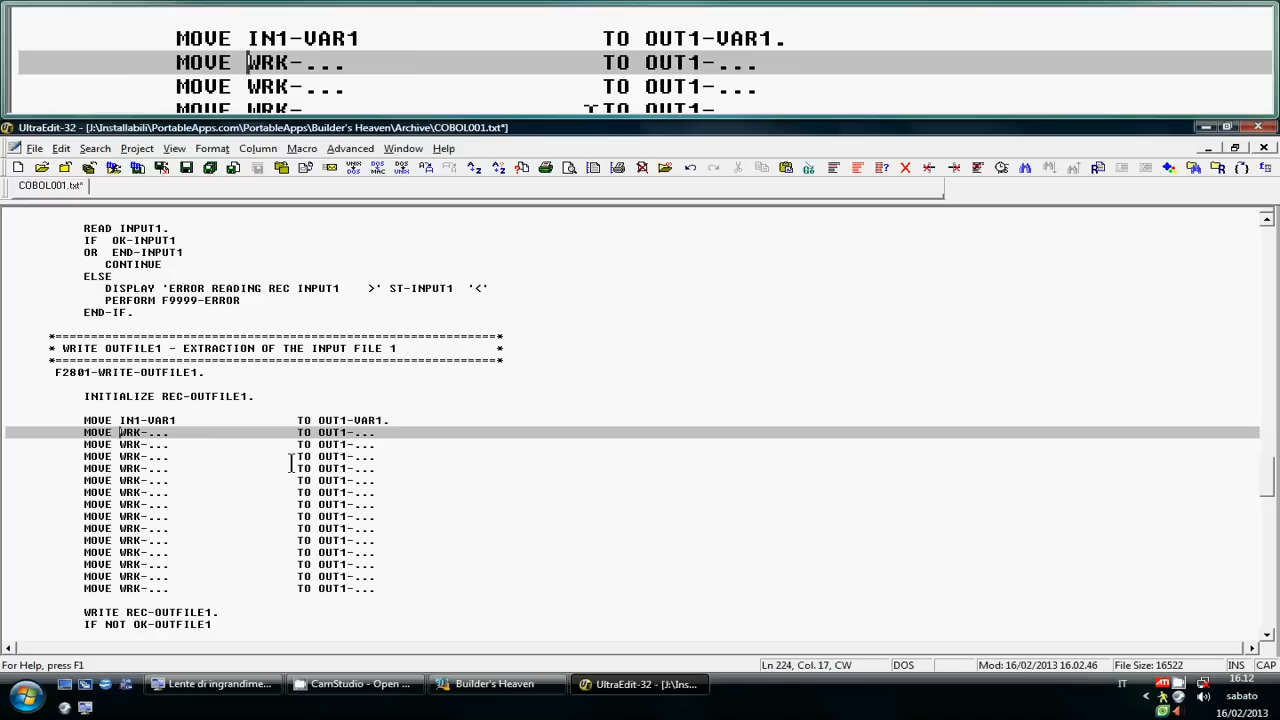 MOVE IN1-VAR1 TO OUT1-VAR1.
MOVE WRK-... TO OUT1-...
MOVE WRK-... TO OUT1-...
MOVE WRK- TO OUT1-
UltraEdit-32 - [J:\Installabili\PortableApps.com\PortableApps\Builder's Heaven\Archive\COBOL001.txt*]
File Edit Search Project View Format Column Macro Advanced Window Help
COBOL001.txt*
READ INPUT1.
IF OK-INPUT1
OR END-INPUT1
CONTINUE
ELSE
DISPLAY 'ERROR READING REC INPUT1 >' ST-INPUT1 '<'
PERFORM F9999-ERROR
END-IF.
*==============================================================*
* WRITE OUTFILE1 - EXTRACTION OF THE INPUT FILE 1 *
*==============================================================*
F2801-WRITE-OUTFILE1.
INITIALIZE REC-OUTFILE1.
MOVE IN1-VAR1 TO OUT1-VAR1.
MOVE WRK-... TO OUT1-...
MOVE WRK-... TO OUT1-...
MOVE WRK-... TO OUT1-...
MOVE WRK-... TO OUT1-...
MOVE WRK-... TO OUT1-...
MOVE WRK-... TO OUT1-...
MOVE WRK-... TO OUT1-...
MOVE WRK-... TO OUT1-...
MOVE WRK-... TO OUT1-...
MOVE WRK-... TO OUT1-...
MOVE WRK-... TO OUT1-...
MOVE WRK-... TO OUT1-...
MOVE WRK-... TO OUT1-...
MOVE WRK-... TO OUT1-...
WRITE REC-OUTFILE1.
IF NOT OK-OUTFILE1
For Help, press F1 Ln 224, Col. 17, CW DOS Mod: 16/02/2013 16.02.46 File Size: 16522 INS CAP
Lente di ingrandime... CamStudio - Open ... Builder's Heaven UltraEdit-32 - [J:\Ins... IT 16.12
sabato
16/02/2013